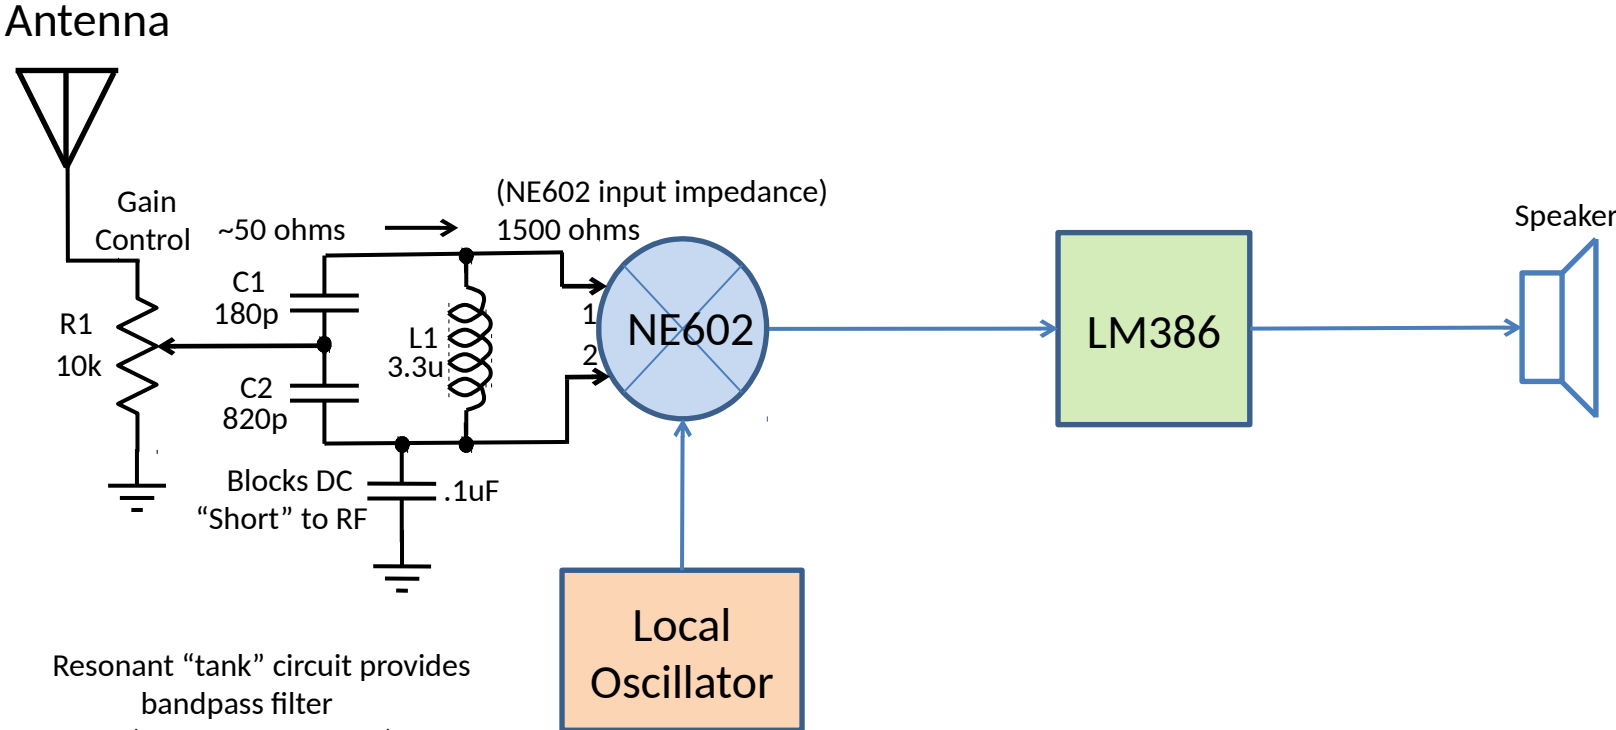 Antenna
Gain
Control
~50 ohms
(NE602 input impedance)
1500 ohms
Speaker
C1
180p
R1
10k
L1
3.3u
1
2
NE602
LM386
C2
820p
Blocks DC
“Short” to RF
.1uF
Local
Oscillator
Resonant “tank” circuit provides
bandpass filter